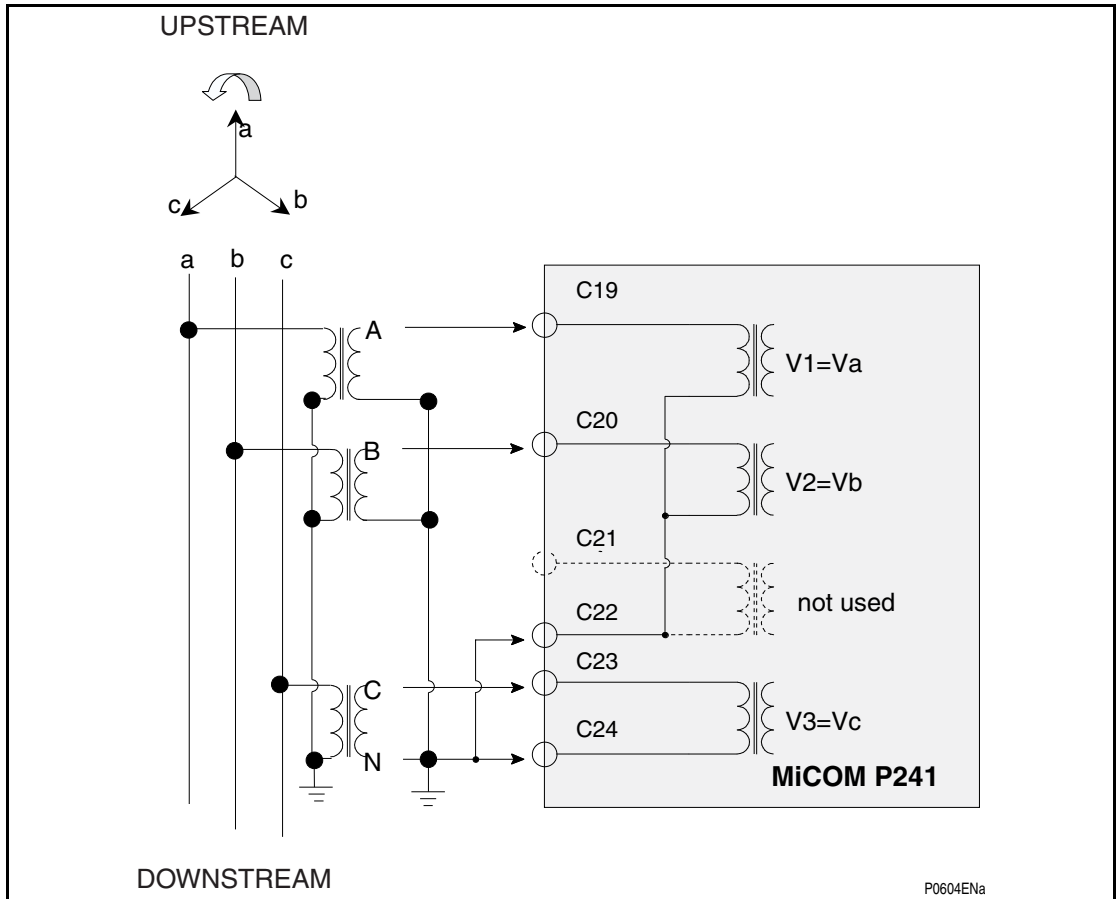 UPSTREAM
a
c
b
a b c
A
B
C
N
C19
V1=Va
C20
V2=Vb
C21
not used
C22
C23
V3=Vc
C24
MiCOM P241
DOWNSTREAM
P0604ENa